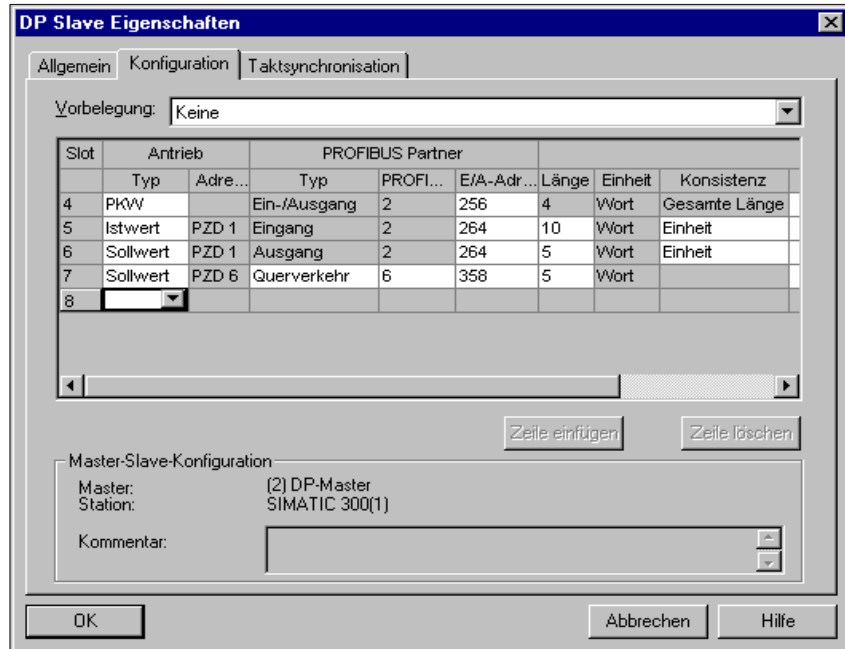 DP Slave Eigenschaften
Allgemein Konfiguration Taktsynchronisation
Vorbelegung: Keine
Slot Antrieb PROFIBUS Partner
Typ Adre... Typ PROFI... E/A-Adr... Länge Einheit Konsistenz
4 PKW Ein-/Ausgang 2 256 4 Wort Gesamte Länge
5 Istwert PZD 1 Eingang 2 264 10 Wort Einheit
6 Sollwert PZD 1 Ausgang 2 264 5 Wort Einheit
7 Sollwert PZD 6 Querverkehr 6 358 5 Wort
8
Zeile einfügen Zeile löschen
Master-Slave-Konfiguration
Master: (2) DP-Master
Station: SIMATIC 300(1)
Kommentar:
OK Abbrechen Hilfe